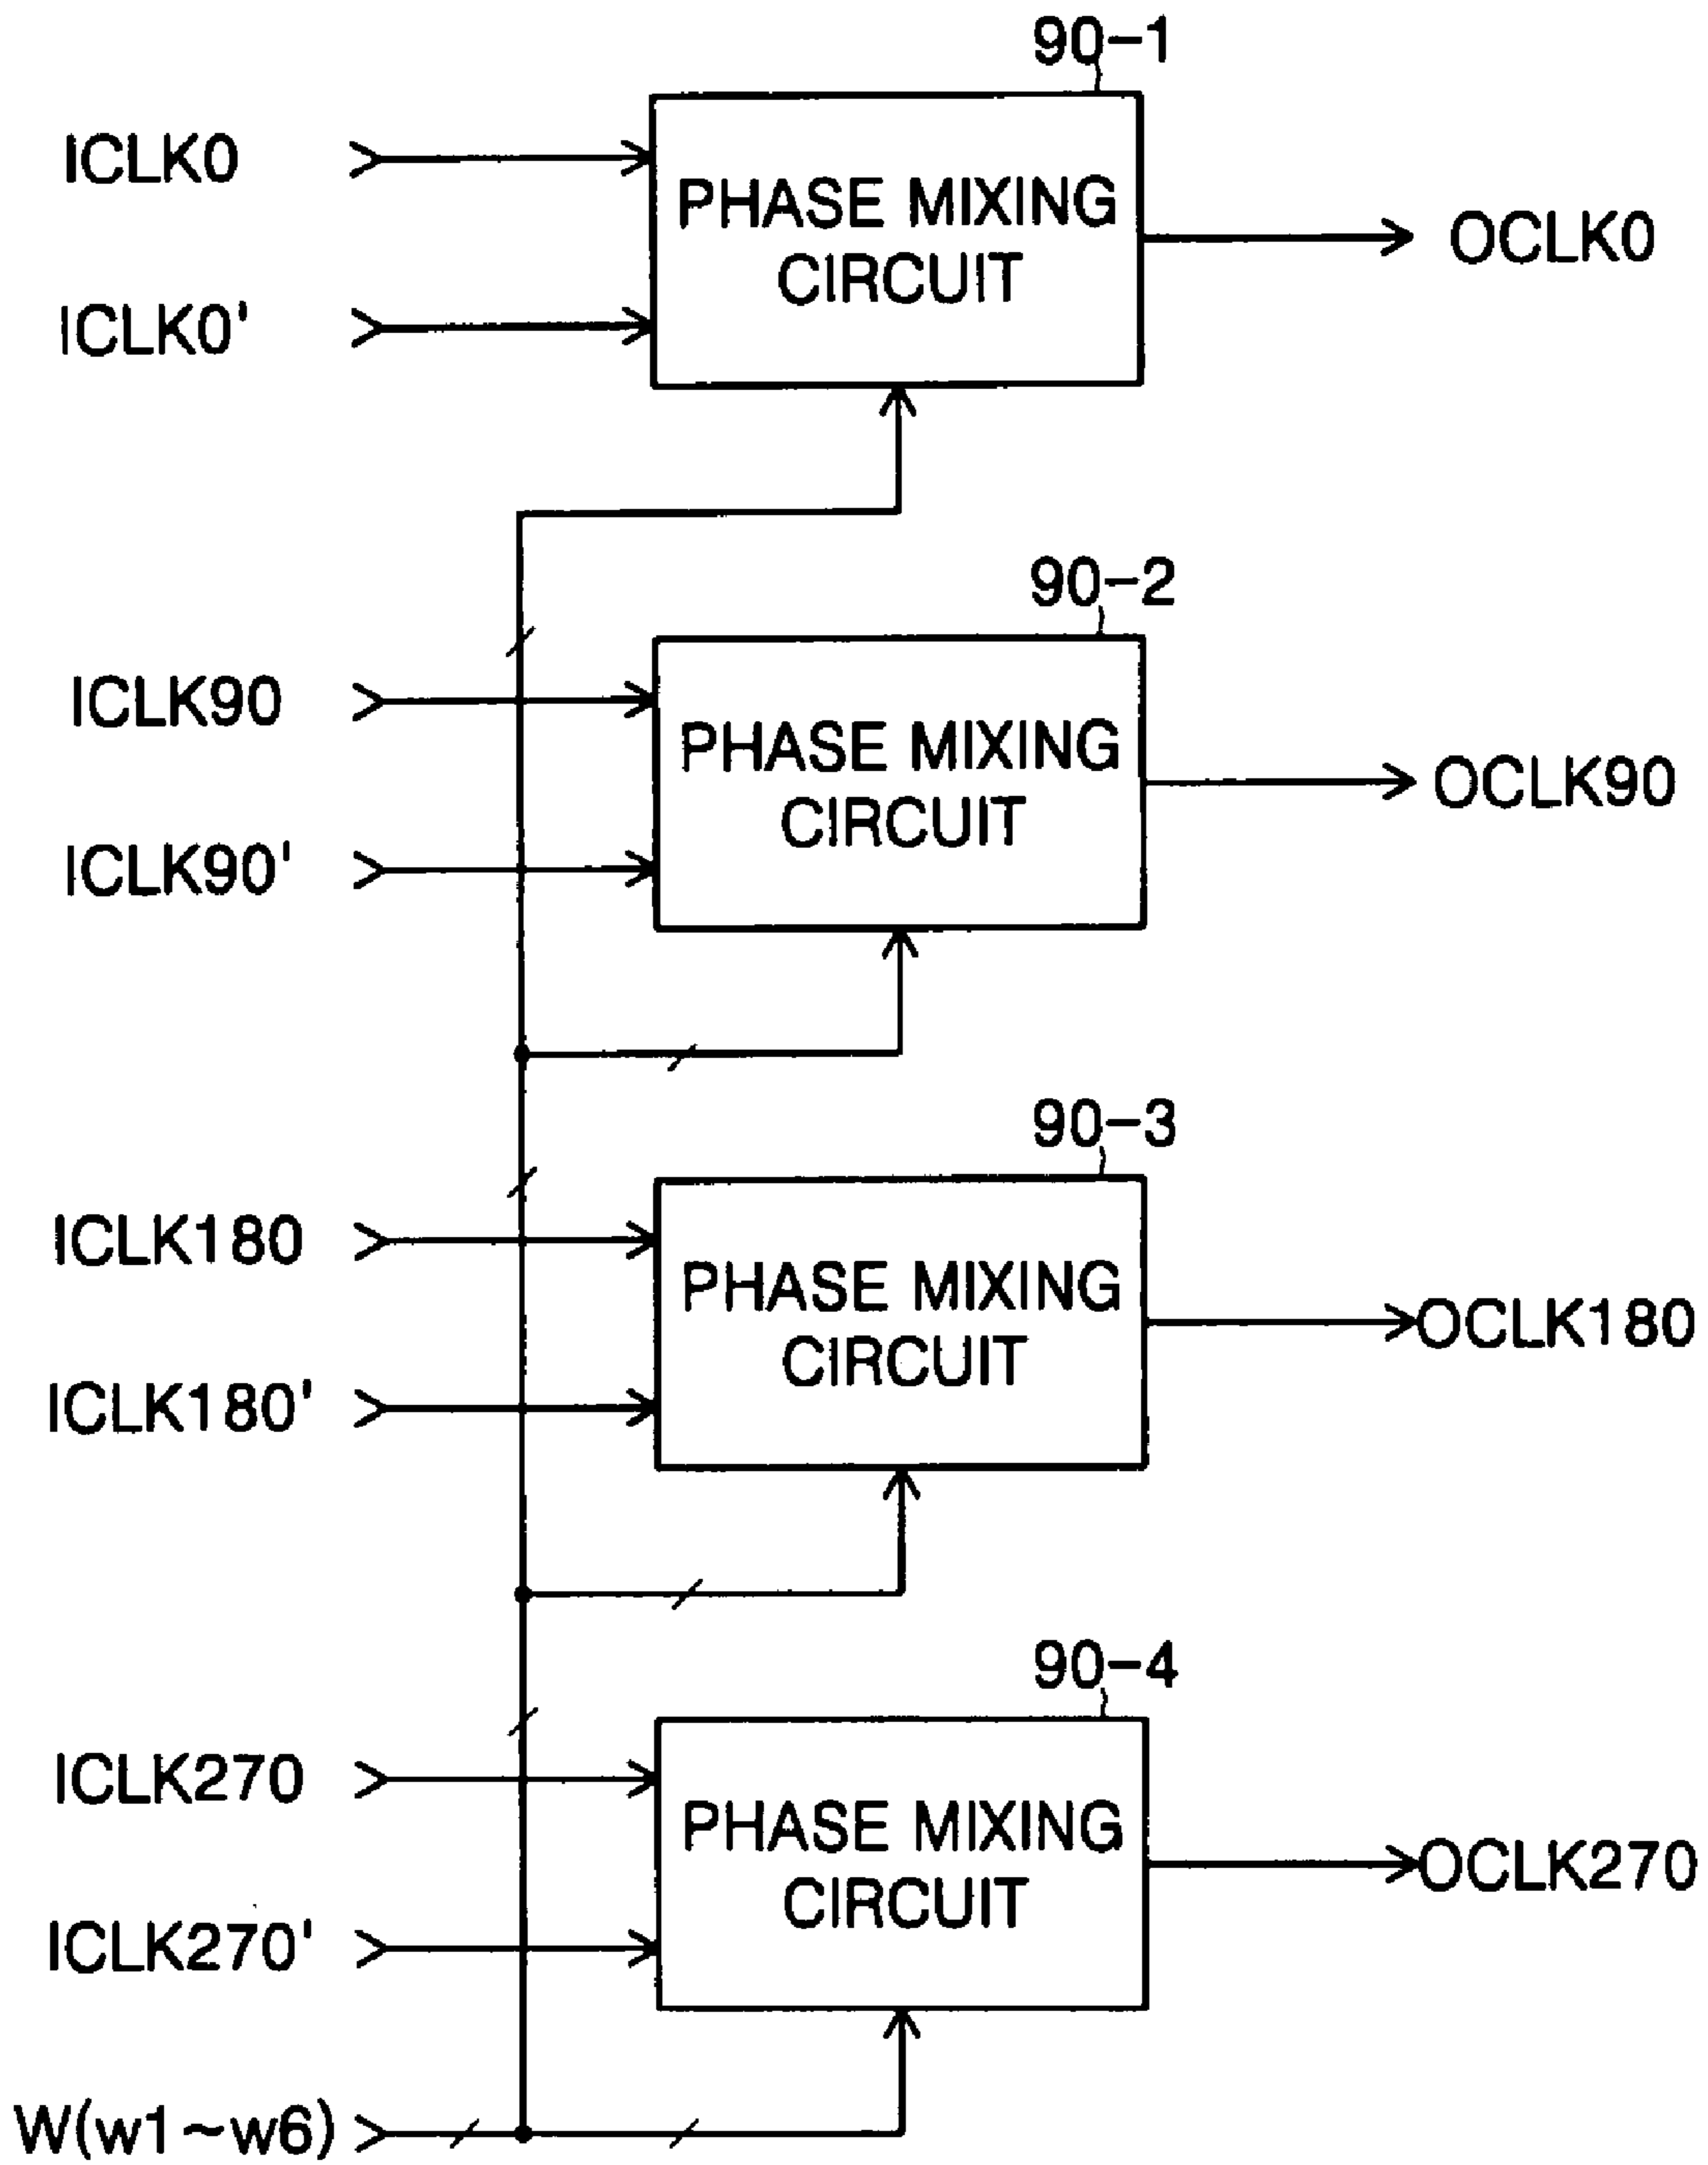 90-1
ICLK0
PHASE MIXING
CIRCUIT
OCLK0
ICLK0'
90-2
ICLK90
PHASE MIXING
CIRCUIT
OCLK90
ICLK90'
90-3
ICLK180
PHASE MIXING
CIRCUIT
OCLK180
ICLK180'
90-4
ICLK270
PHASE MIXING
CIRCUIT
OCLK270
ICLK270'
W(w1~w6)